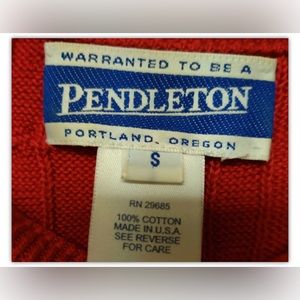 WARRANTED TO BE A
PENDLETON
PORTLAND, OREGON
S
RN 29685
100% COTTON
MADE IN U.S.A.
SEE REVERSE
FOR CARE